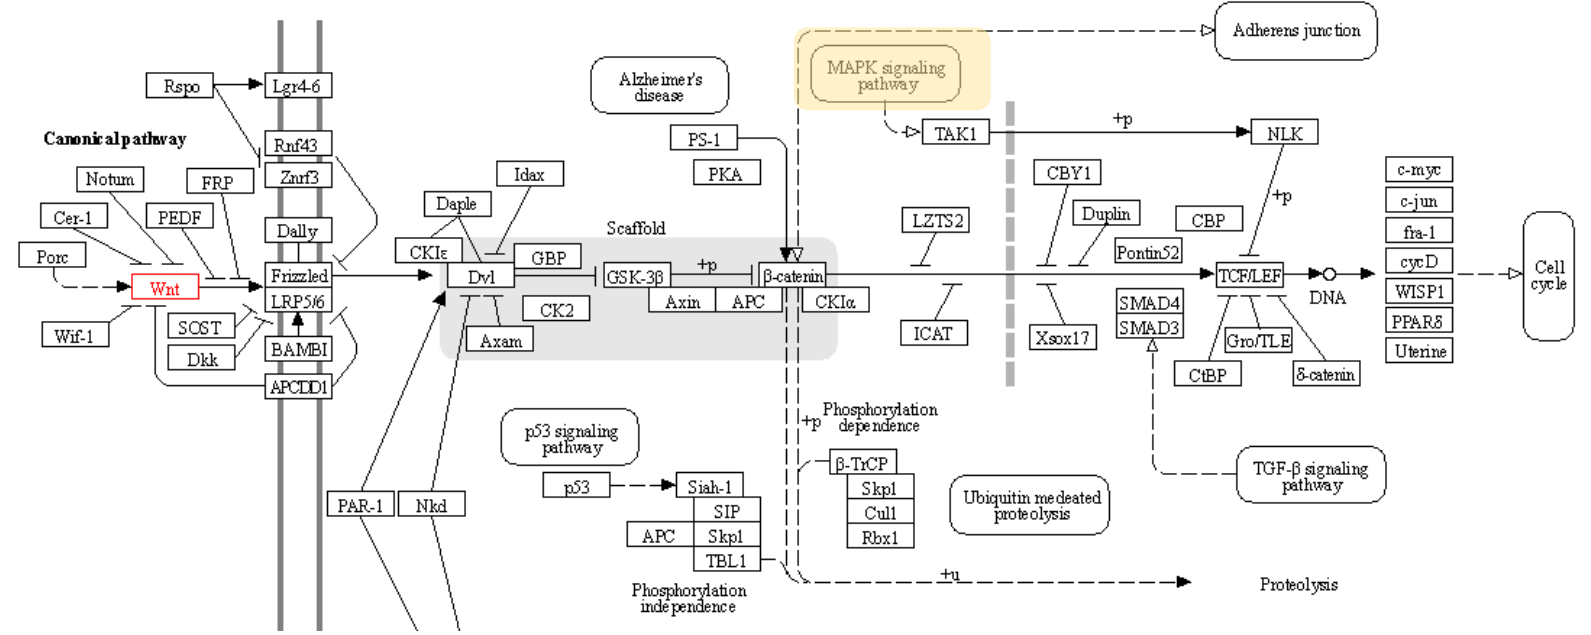 Adherens junction
MAPK signaling
pathway
Alzheimer's
disease
Rspo
Lgr4-6
Canonical pathway
Rnf43
Znrf3
PS-1
PKA
TAK1
+p
NLK
Notum
FRP
Idax
CBY1
c-myc
Cer-1
PEDF
Daple
Duplin
+p
c-jun
Dally
Scaffold
LZTS2
CBP
fra-1
Porc
CKIε
GBP
Pontin52
cycD
Wnt
Frizzled
Dvl
GSK-3β
+p
β-catenin
TCF/LEF
DNA
Cell
cycle
LRP5/6
Axin
APC
CKIα
SMAD4
WISP1
Wif-1
SOST
CK2
ICAT
Xsox17
SMAD3
PPARδ
Dkk
BAMBI
Axam
Gro/TLE
Uterine
APCDD1
CtBP
δ-catenin
p53 signaling
pathway
+p
Phosphorylation
dependence
β-TrCP
TGF-β signaling
pathway
p53
Siah-1
Skp1
Ubiquitin medeated
proteolysis
PAR-1
Nkd
SIP
Cul1
APC
Skp1
Rbx1
TBL1
+u
Proteolysis
Phosphorylation
independence